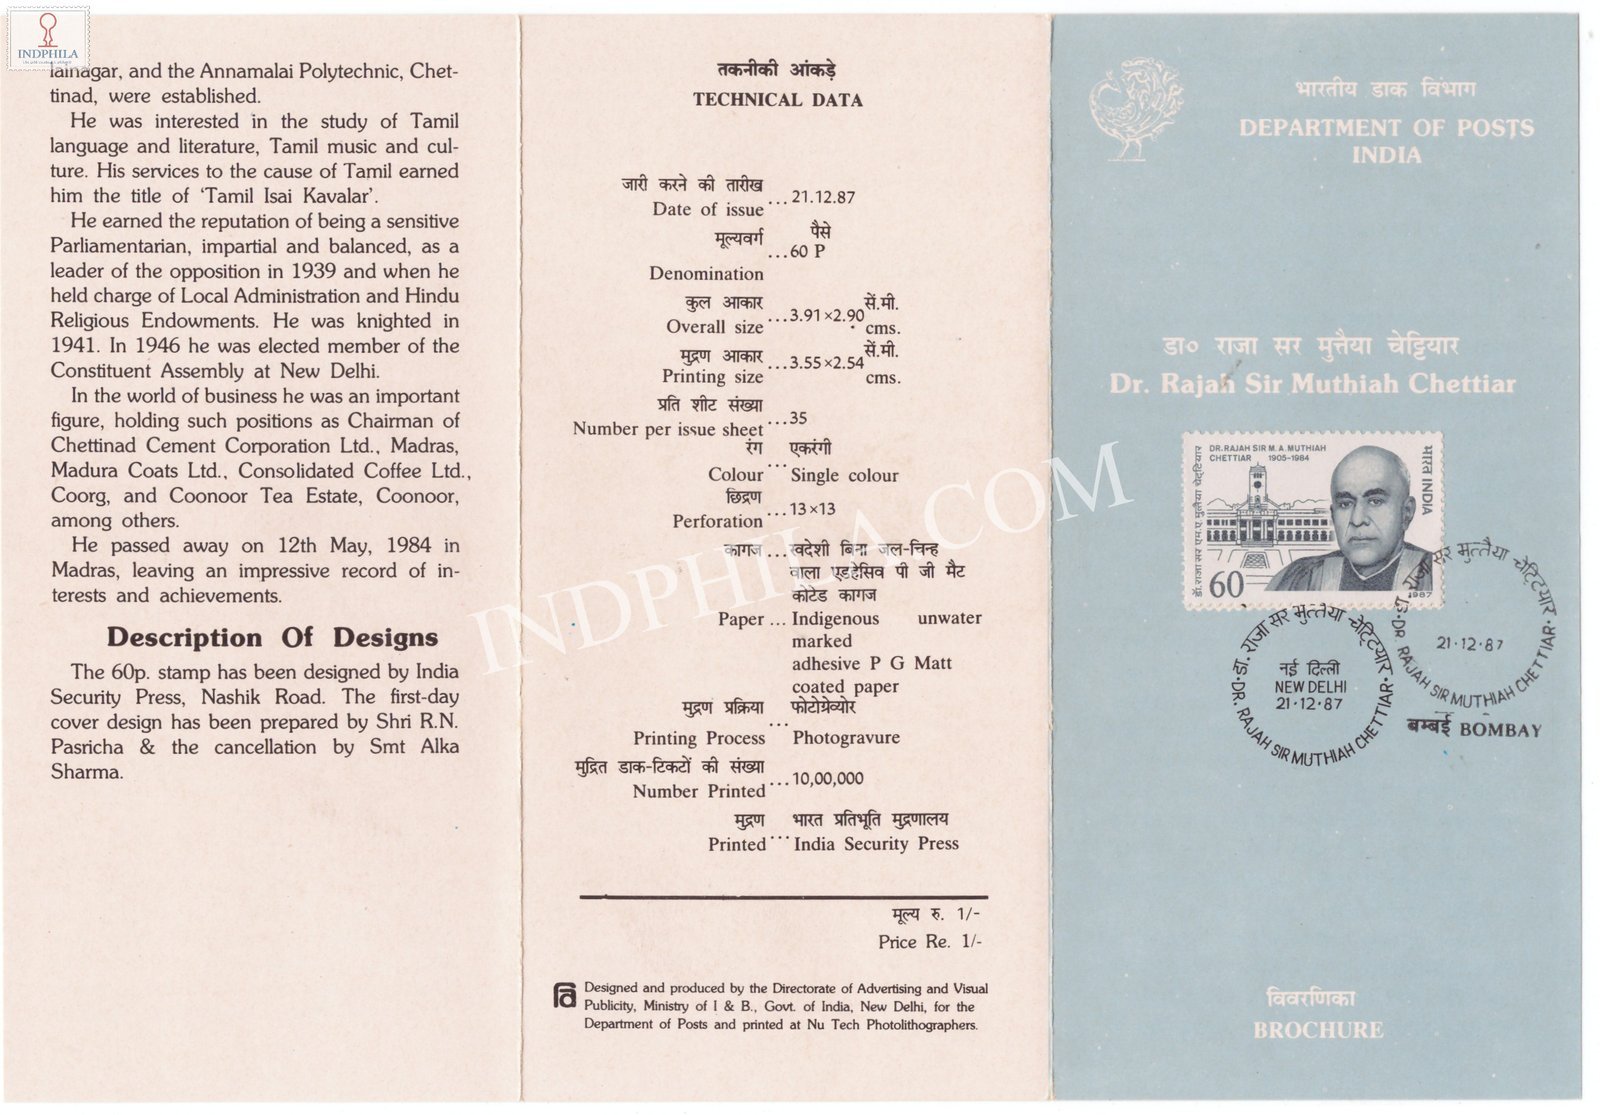 INDPHILA
lainagar, and the Annamalai Polytechnic, Chet-
tinad, were established.
He was interested in the study of Tamil
language and literature, Tamil music and cul-
ture. His services to the cause of Tamil earned
him the title of ‘Tamil Isai Kavalar’.
He earned the reputation of being a sensitive
Parliamentarian, impartial and balanced, as a
leader of the opposition in 1939 and when he
held charge of Local Administration and Hindu
Religious Endowments. He was knighted in
1941. In 1946 he was elected member of the
Constituent Assembly at New Delhi.
In the world of business he was an important
figure, holding such positions as Chairman of
Chettinad Cement Corporation Ltd., Madras,
Madura Coats Ltd., Consolidated Coffee Ltd.,
Coorg, and Coonoor Tea Estate, Coonoor,
among others.
He passed away on 12th May, 1984 in
Madras, leaving an impressive record of in-
terests and achievements.
Description Of Designs
The 60p. stamp has been designed by India
Security Press, Nashik Road. The first-day
cover design has been prepared by Shri R.N.
Pasricha & the cancellation by Smt Alka
Sharma.
तकनीकी आंकड़े
TECHNICAL DATA
जारी करने की तारीख
Date of issue ... 21.12.87
मूल्यवर्ग पैसे
...60 P
Denomination
कुल आकार सें.मी.
Overall size ...3.91×2.90 cms.
मुद्रण आकार सें.मी.
Printing size ...3.55×2.54 cms.
प्रति शीट संख्या
Number per issue sheet ...35
रंग एकरंगी
Colour ... Single colour
छिद्रण
Perforation ...13×13
कागज ...स्वदेशी बिना जल-चिन्ह
वाला एडहेसिव पी जी मैट
कोटेड कागज
Paper ... Indigenous unwater
marked
adhesive P G Matt
coated paper
मुद्रण प्रक्रिया फोटोग्रेव्योर
...
Printing Process Photogravure
मुद्रित डाक-टिकटों की संख्या
Number Printed ...10,00,000
मुद्रण भारत प्रतिभूति मुद्रणालय
Printed ... India Security Press
मूल्य रु. 1/-
Price Re. 1/-
Designed and produced by the Directorate of Advertising and Visual
Publicity, Ministry of I & B., Govt. of India, New Delhi, for the
Department of Posts and printed at Nu Tech Photolithographers.
भारतीय डाक विभाग
DEPARTMENT OF POSTS
INDIA
डा० राजा सर मुत्तैया चेट्टियार
Dr. Rajah Sir Muthiah Chettiar
DR. RAJAH SIR M. A. MUTHIAH
CHETTIAR 1905-1984
डॉ. राजा सर एम. ए. मुतैया चेट्टियार
भारत INDIA
60
1987
डा. राजा सर मुत्तैया चेट्टियार
DR. RAJAH SIR MUTHIAH CHETTIAR
नई दिल्ली
NEW DELHI
21·12·87
डा. राजा सर मुत्तैया चेट्टियार
DR RAJAH SIR MUTHIAH CHETTIAR
21·12·87
बम्बई BOMBAY
विवरणिका
BROCHURE
INDPHILA.COM